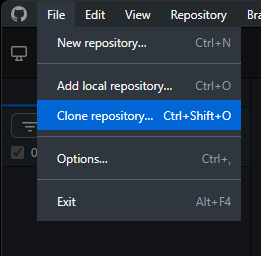 File Edit View Repository Bra
New repository... Ctrl+N
Add local repository... Ctrl+O
Clone repository... Ctrl+Shift+O
0
Options... Ctrl+,
Exit Alt+F4